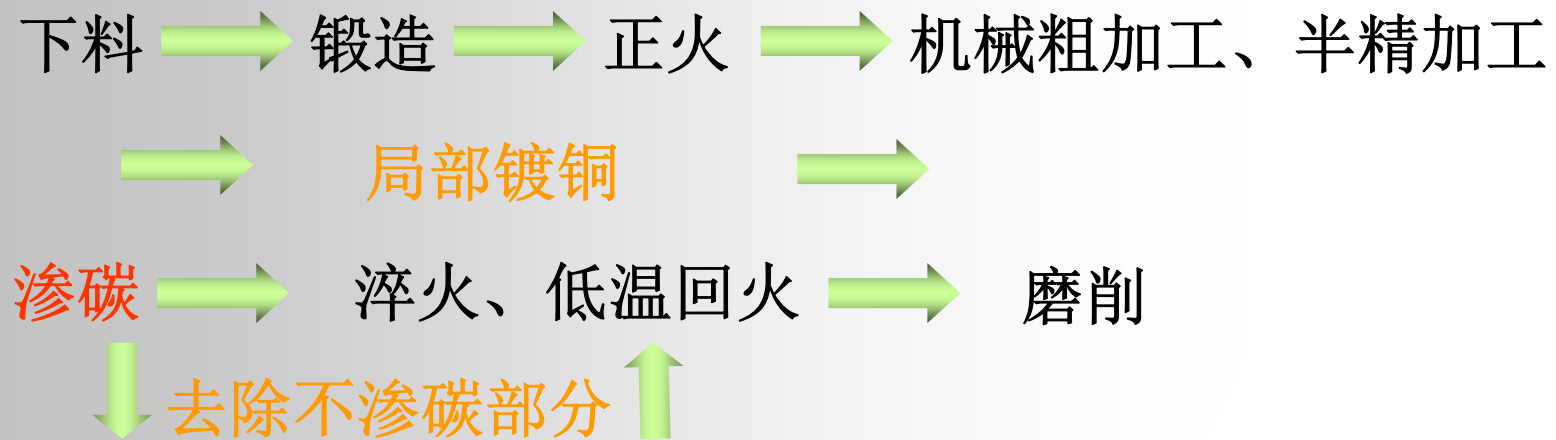 下料 锻造 正火 机械粗加工、半精加工
局部镀铜
渗碳 淬火、低温回火 磨削
去除不渗碳部分